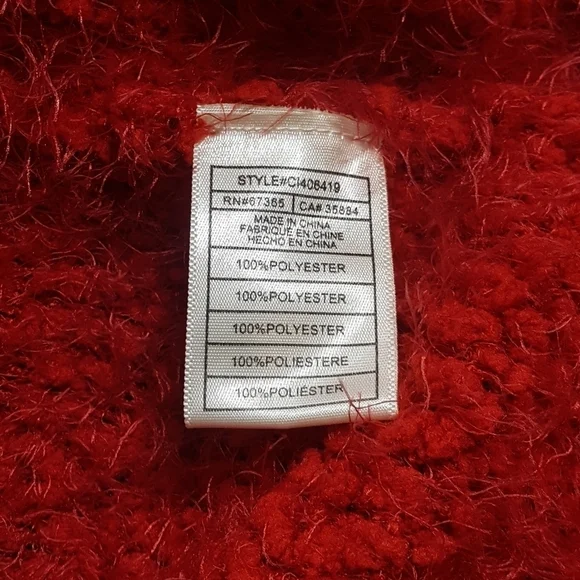 STYLE#CI406419
RN#67365 CA# 35884
MADE IN CHINA
FABRIQUE EN CHINE
HECHO EN CHINA
100%POLYESTER
100%POLYESTER
100%POLYESTER
100%POLIESTERE
100%POLIÉSTER